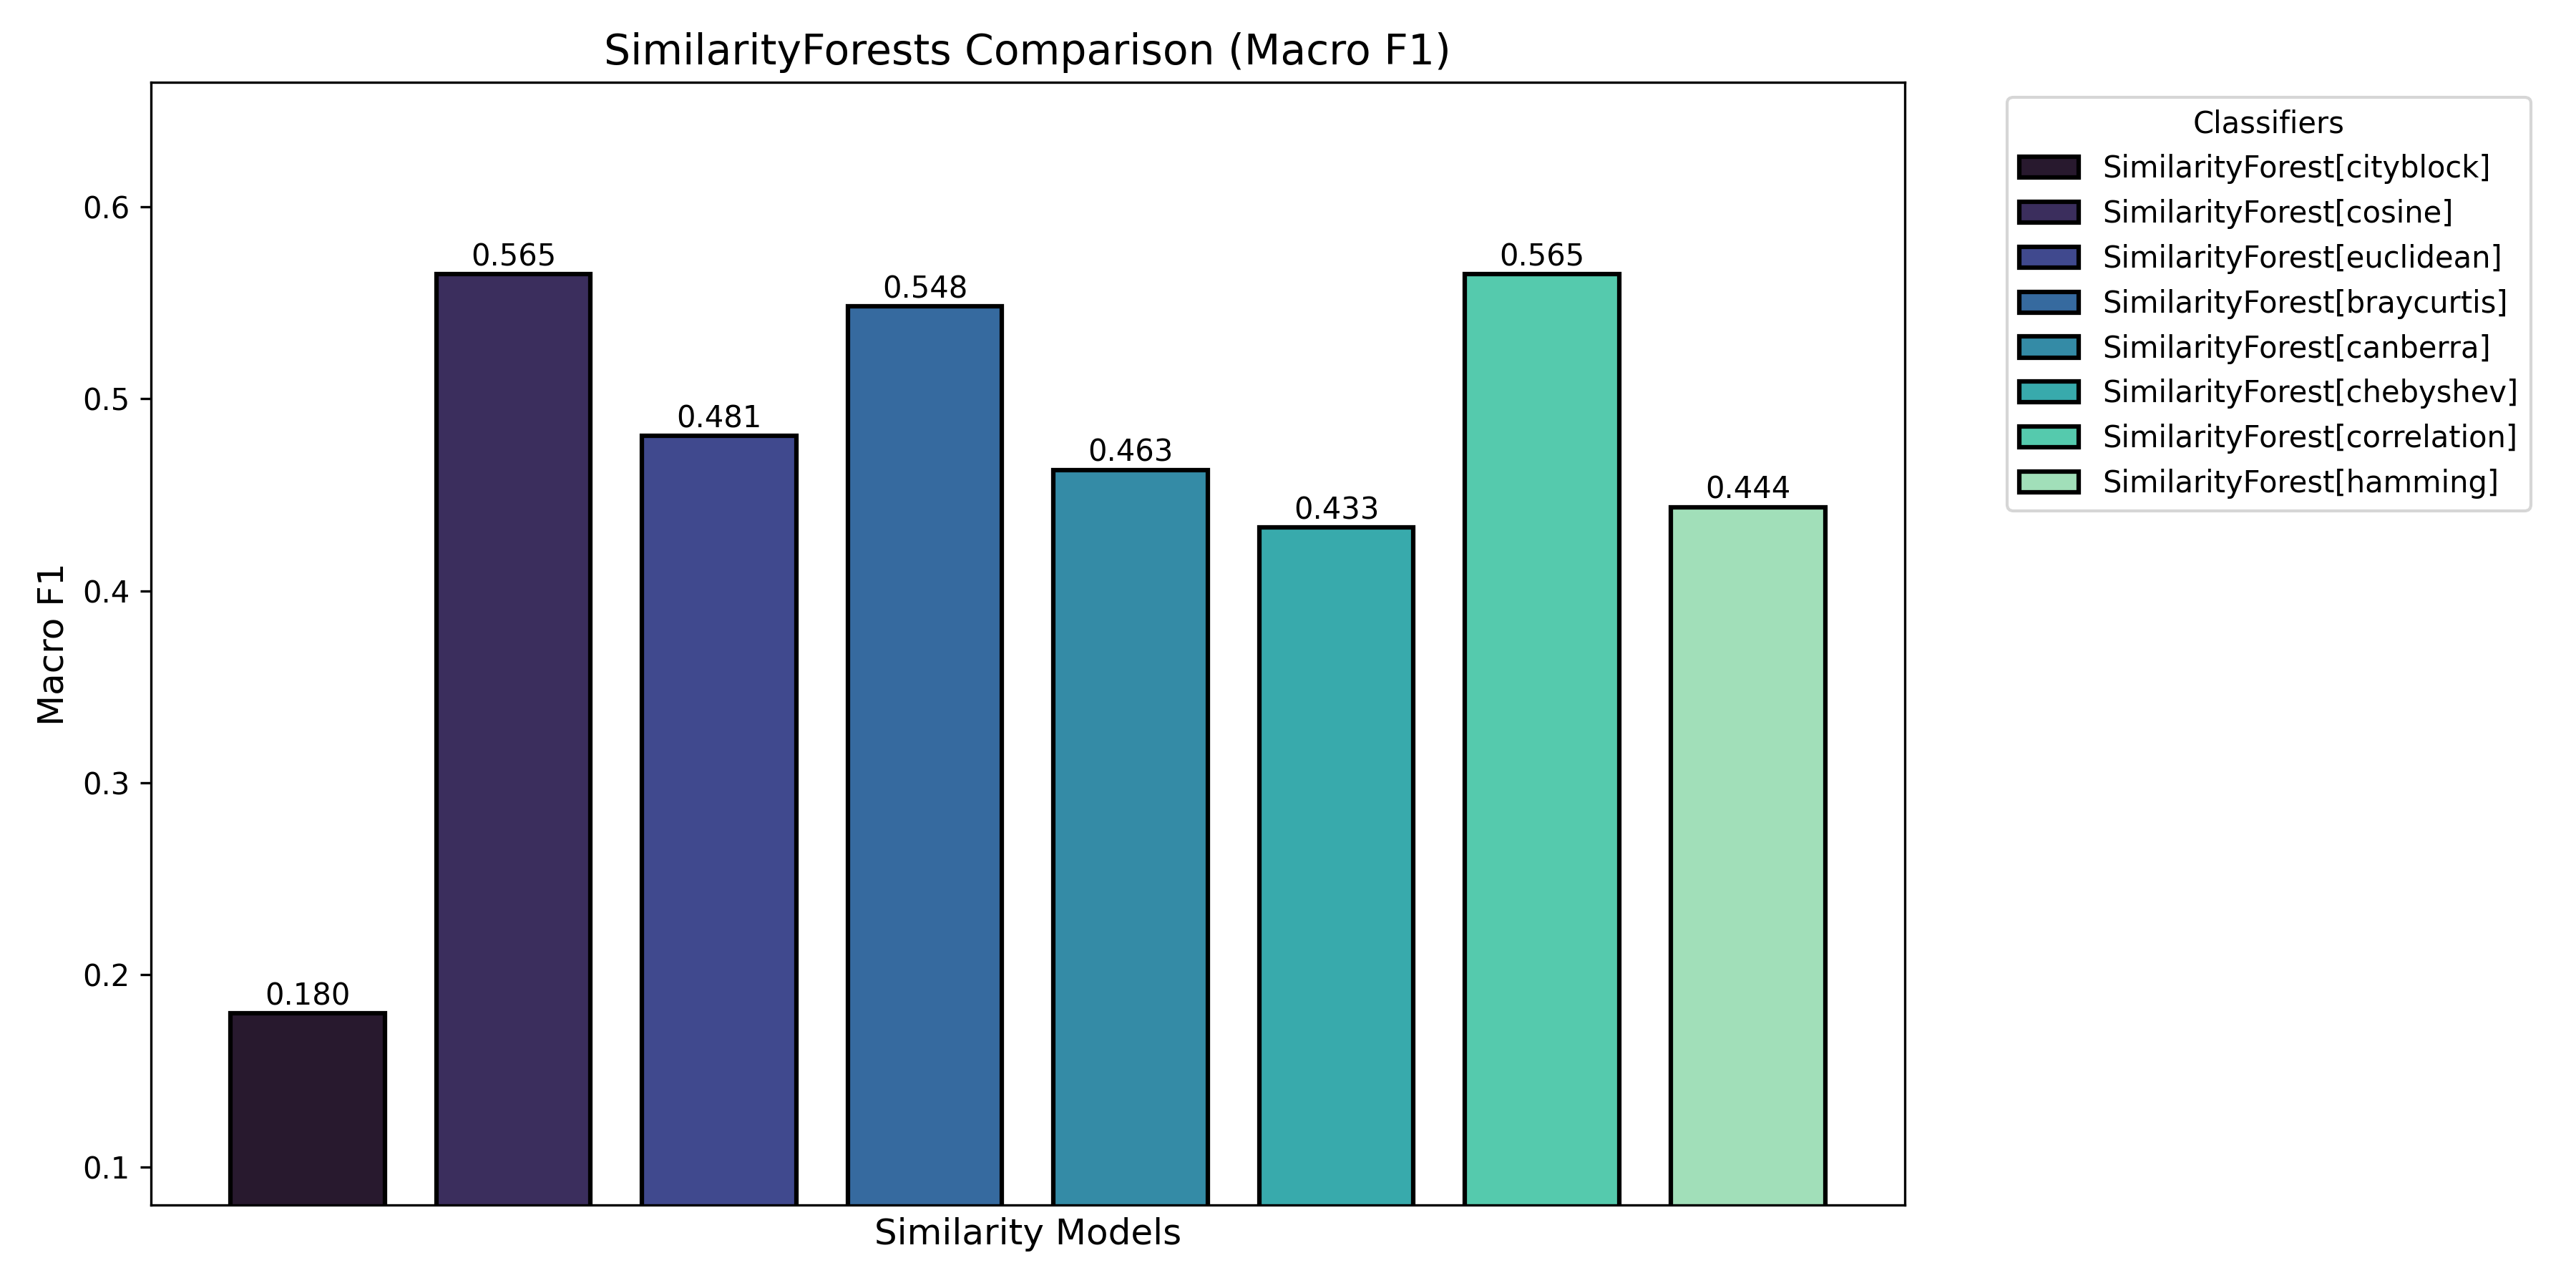 SimilarityForests Comparison (Macro F1)
Macro F1
0.6
0.5
0.4
0.3
0.2
0.1
0.180
0.565
0.481
0.548
0.463
0.433
0.565
0.444
Similarity Models
Classifiers
SimilarityForest[cityblock]
SimilarityForest[cosine]
SimilarityForest[euclidean]
SimilarityForest[braycurtis]
SimilarityForest[canberra]
SimilarityForest[chebyshev]
SimilarityForest[correlation]
SimilarityForest[hamming]